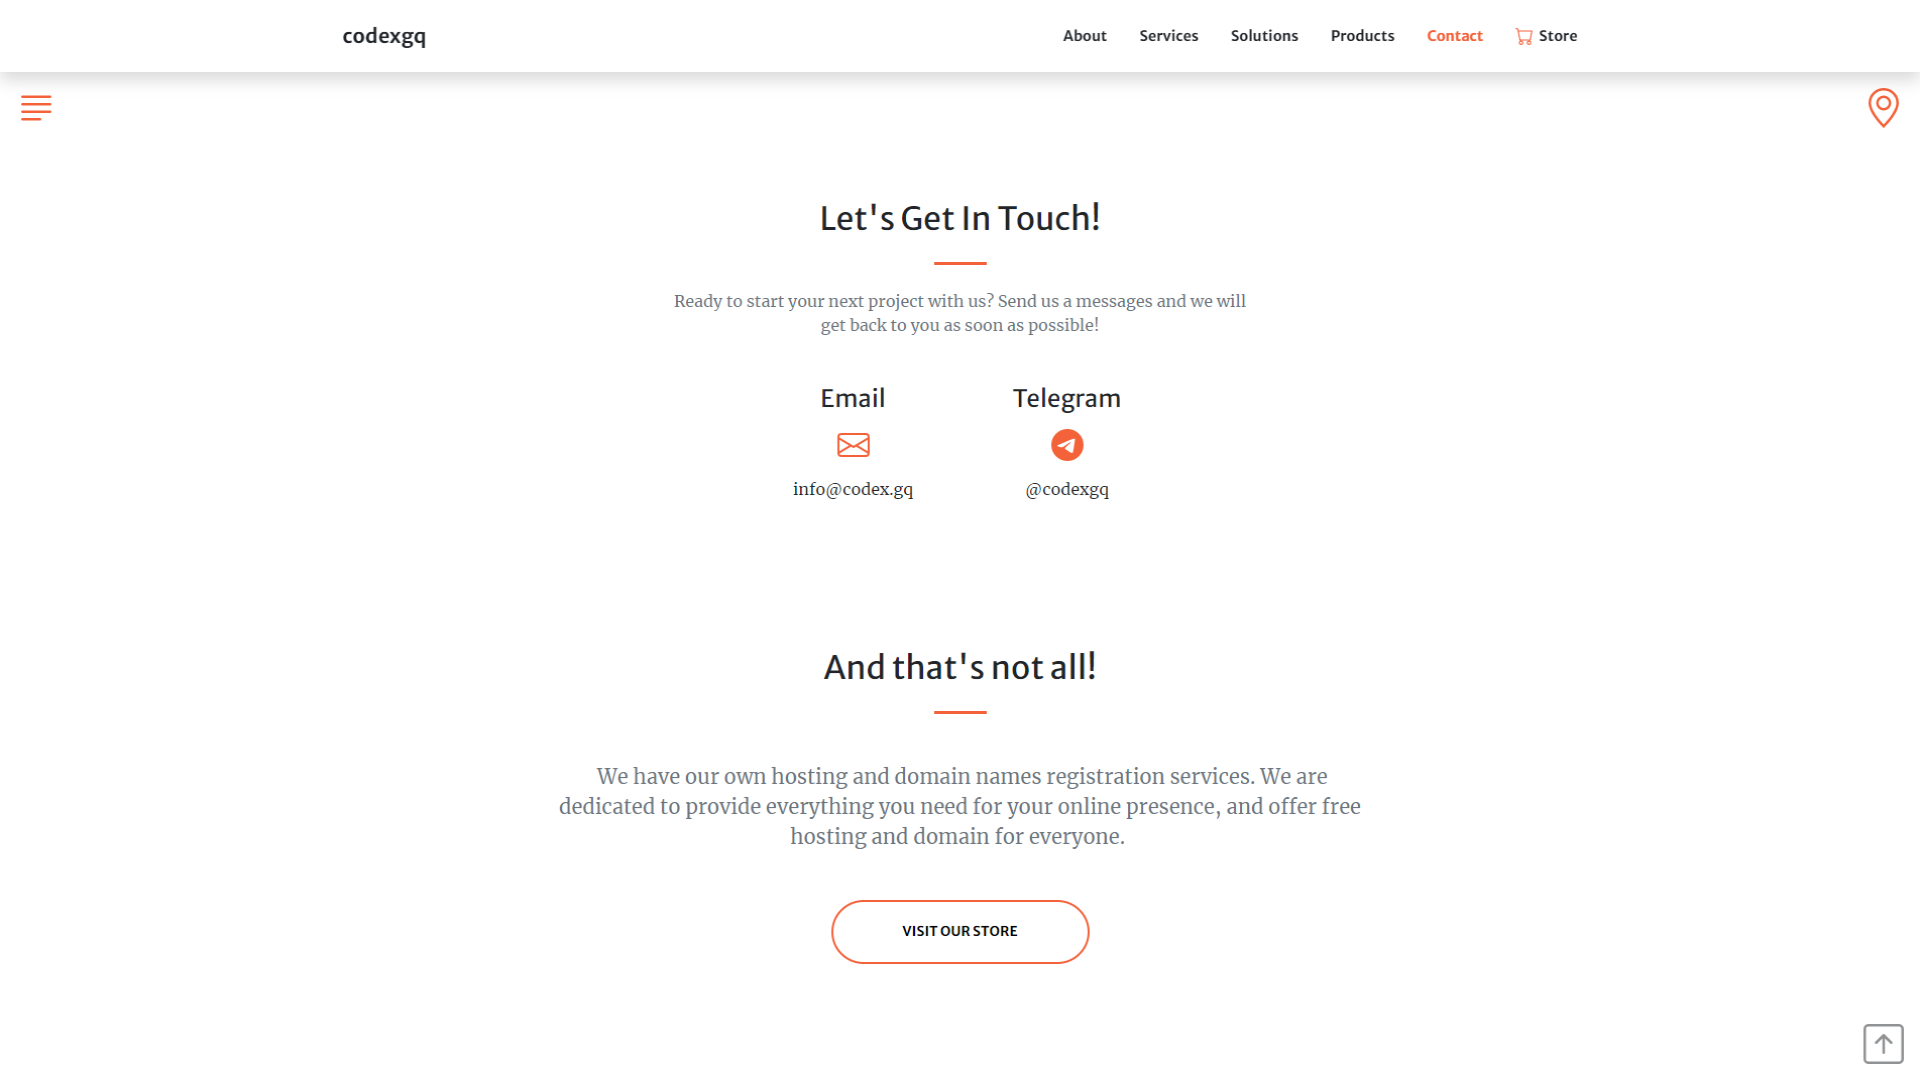 codexgq
About
Services
Solutions
Products
Contact
Store
Let's Get In Touch!
Ready to start your next project with us? Send us a messages and we will
get back to you as soon as possible!
Email
Telegram
info@codex.gq
@codexgq
And that's not all!
We have our own hosting and domain names registration services. We are
dedicated to provide everything you need for your online presence, and offer free
hosting and domain for everyone.
VISIT OUR STORE